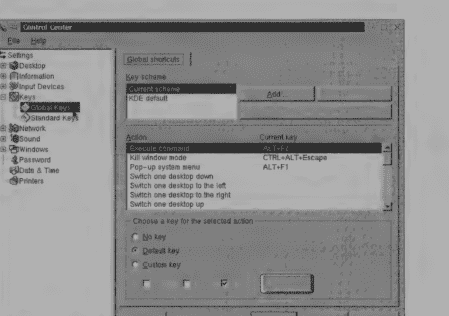 Control Center
File Help
Settings
Desktop
Information
Input Devices
Keys
Global Keys
Standard Keys
Network
Sound
Windows
Password
Date & Time
Printers
Global shortcuts
Key scheme
Current scheme
KDE default
Add...
Action Current key
Execute command ALT+F2
Kill window mode CTRL+ALT+Escape
Pop-up system menu ALT+F1
Switch one desktop down
Switch one desktop to the left
Switch one desktop to the right
Switch one desktop up
Choose a key for the selected action
No key
Default key
Custom key